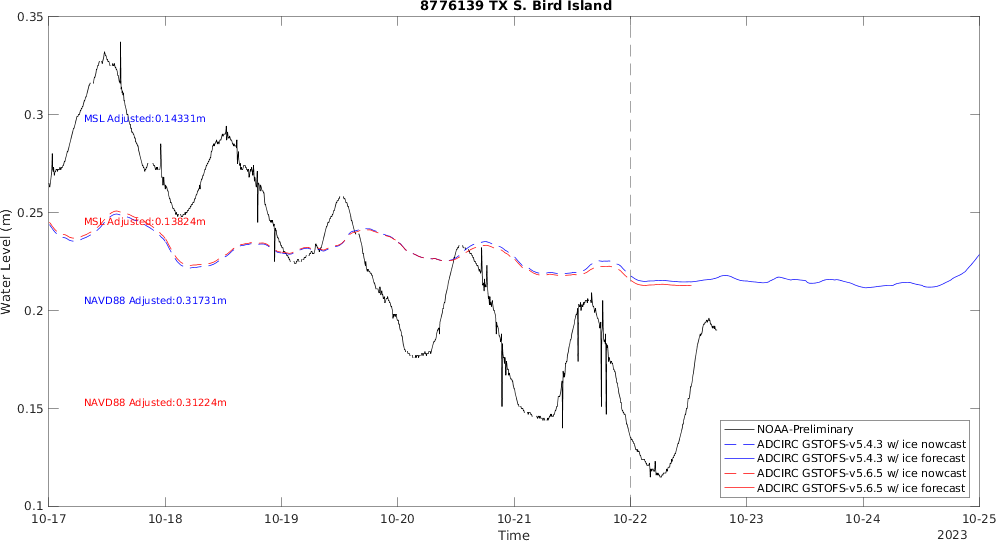 8776139 TX S. Bird Island
0.35
0.3
0.25
0.2
0.15
0.1
Water Level (m)
MSL Adjusted:0.14331m
MSL Adjusted:0.13824m
NAVD88 Adjusted:0.31731m
NAVD88 Adjusted:0.31224m
NOAA-Preliminary
ADCIRC GSTOFS-v5.4.3 w/ ice nowcast
ADCIRC GSTOFS-v5.4.3 w/ ice forecast
ADCIRC GSTOFS-v5.6.5 w/ ice nowcast
ADCIRC GSTOFS-v5.6.5 w/ ice forecast
10-17 10-18 10-19 10-20 10-21 10-22 10-23 10-24 10-25
Time
2023